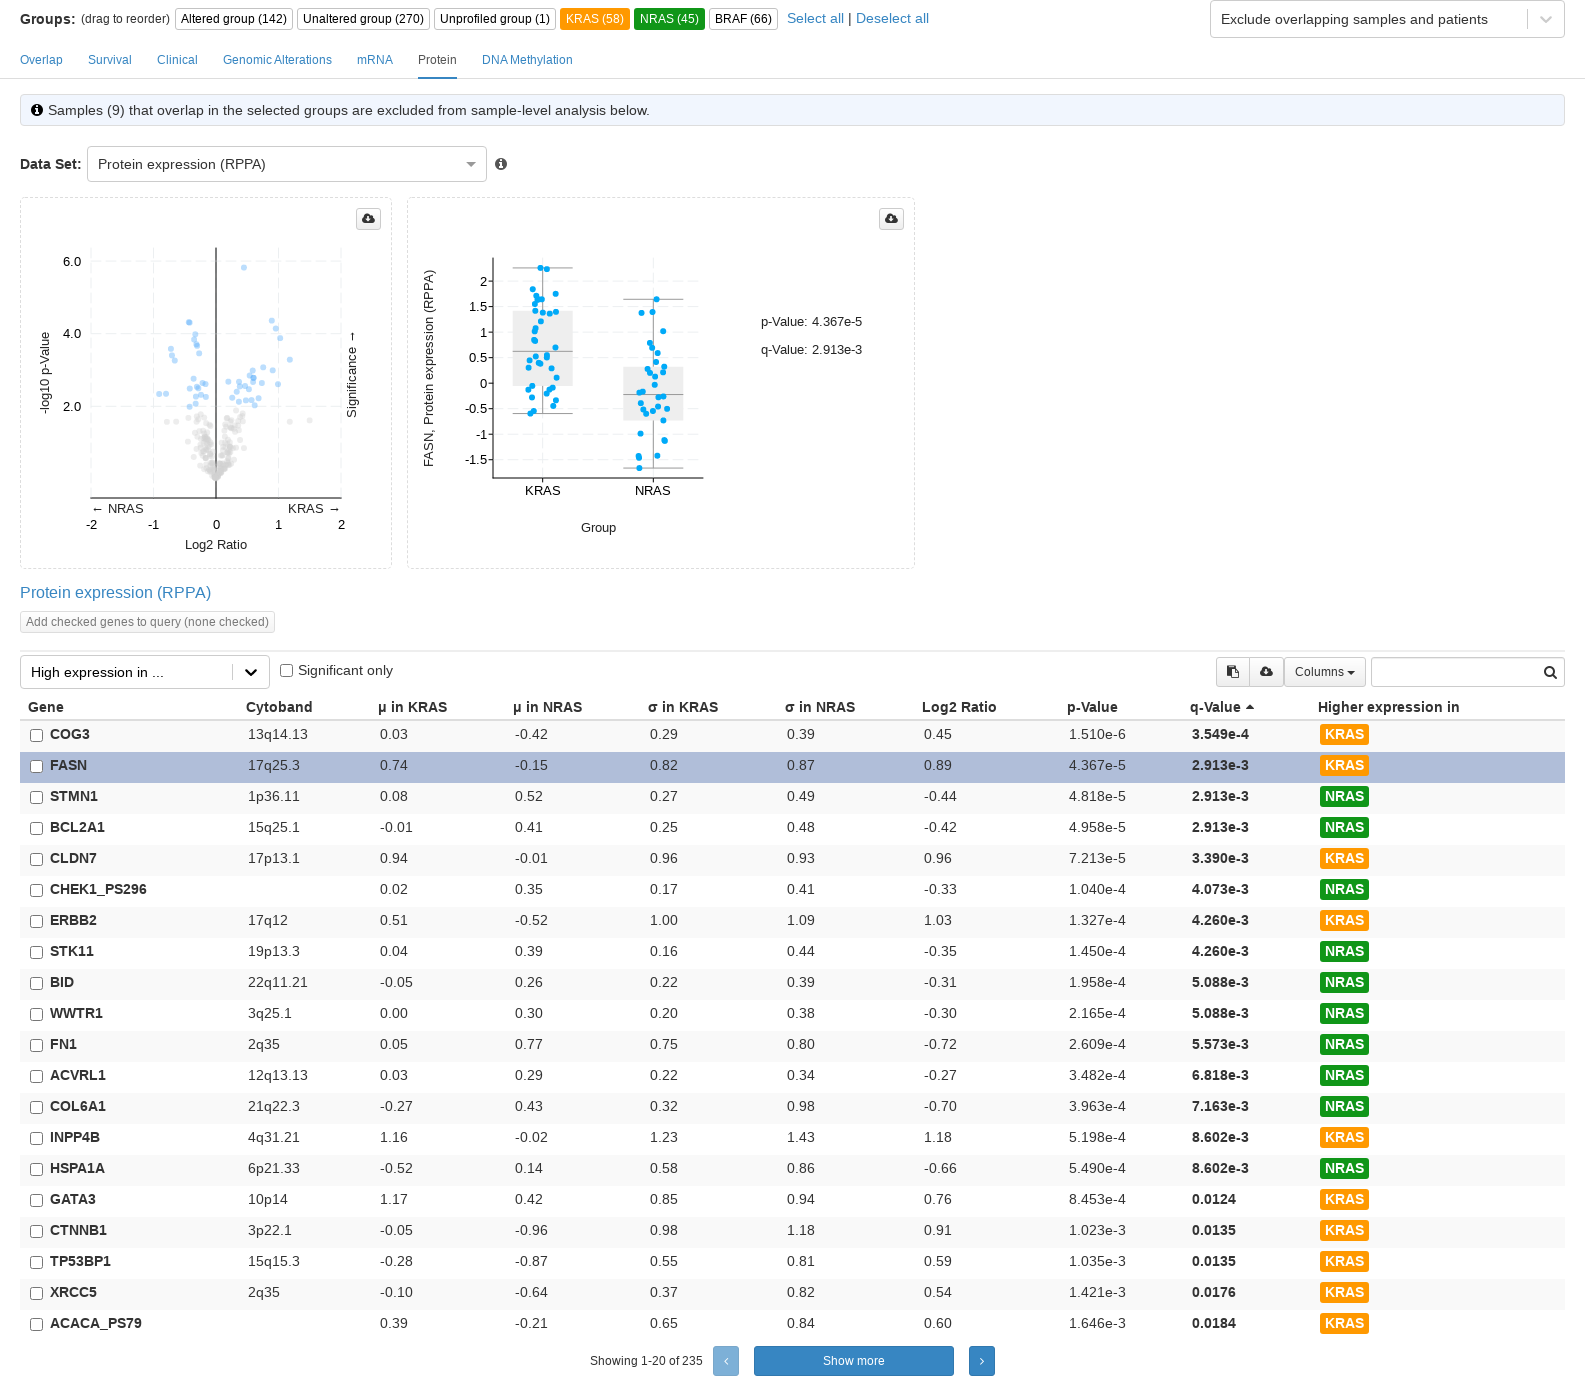 Groups: (drag to reorder) Altered group (142) Unaltered group (270) Unprofiled group (1) KRAS (58) NRAS (45) BRAF (66) Select all | Deselect all Exclude overlapping samples and patients
Overlap Survival Clinical Genomic Alterations mRNA Protein DNA Methylation
Samples (9) that overlap in the selected groups are excluded from sample-level analysis below.
Data Set: Protein expression (RPPA)
6.0
4.0
2.0
-log10 p-Value
Significance →
← NRAS KRAS →
-2 -1 0 1 2
Log2 Ratio
FASN, Protein expression (RPPA)
2
1.5
1
0.5
0
-0.5
-1
-1.5
KRAS NRAS
Group
p-Value: 4.367e-5
q-Value: 2.913e-3
Protein expression (RPPA)
Add checked genes to query (none checked)
High expression in ... Significant only Columns
Gene Cytoband μ in KRAS μ in NRAS σ in KRAS σ in NRAS Log2 Ratio p-Value q-Value Higher expression in
COG3 13q14.13 0.03 -0.42 0.29 0.39 0.45 1.510e-6 3.549e-4 KRAS
FASN 17q25.3 0.74 -0.15 0.82 0.87 0.89 4.367e-5 2.913e-3 KRAS
STMN1 1p36.11 0.08 0.52 0.27 0.49 -0.44 4.818e-5 2.913e-3 NRAS
BCL2A1 15q25.1 -0.01 0.41 0.25 0.48 -0.42 4.958e-5 2.913e-3 NRAS
CLDN7 17p13.1 0.94 -0.01 0.96 0.93 0.96 7.213e-5 3.390e-3 KRAS
CHEK1_PS296 0.02 0.35 0.17 0.41 -0.33 1.040e-4 4.073e-3 NRAS
ERBB2 17q12 0.51 -0.52 1.00 1.09 1.03 1.327e-4 4.260e-3 KRAS
STK11 19p13.3 0.04 0.39 0.16 0.44 -0.35 1.450e-4 4.260e-3 NRAS
BID 22q11.21 -0.05 0.26 0.22 0.39 -0.31 1.958e-4 5.088e-3 NRAS
WWTR1 3q25.1 0.00 0.30 0.20 0.38 -0.30 2.165e-4 5.088e-3 NRAS
FN1 2q35 0.05 0.77 0.75 0.80 -0.72 2.609e-4 5.573e-3 NRAS
ACVRL1 12q13.13 0.03 0.29 0.22 0.34 -0.27 3.482e-4 6.818e-3 NRAS
COL6A1 21q22.3 -0.27 0.43 0.32 0.98 -0.70 3.963e-4 7.163e-3 NRAS
INPP4B 4q31.21 1.16 -0.02 1.23 1.43 1.18 5.198e-4 8.602e-3 KRAS
HSPA1A 6p21.33 -0.52 0.14 0.58 0.86 -0.66 5.490e-4 8.602e-3 NRAS
GATA3 10p14 1.17 0.42 0.85 0.94 0.76 8.453e-4 0.0124 KRAS
CTNNB1 3p22.1 -0.05 -0.96 0.98 1.18 0.91 1.023e-3 0.0135 KRAS
TP53BP1 15q15.3 -0.28 -0.87 0.55 0.81 0.59 1.035e-3 0.0135 KRAS
XRCC5 2q35 -0.10 -0.64 0.37 0.82 0.54 1.421e-3 0.0176 KRAS
ACACA_PS79 0.39 -0.21 0.65 0.84 0.60 1.646e-3 0.0184 KRAS
Showing 1-20 of 235 Show more